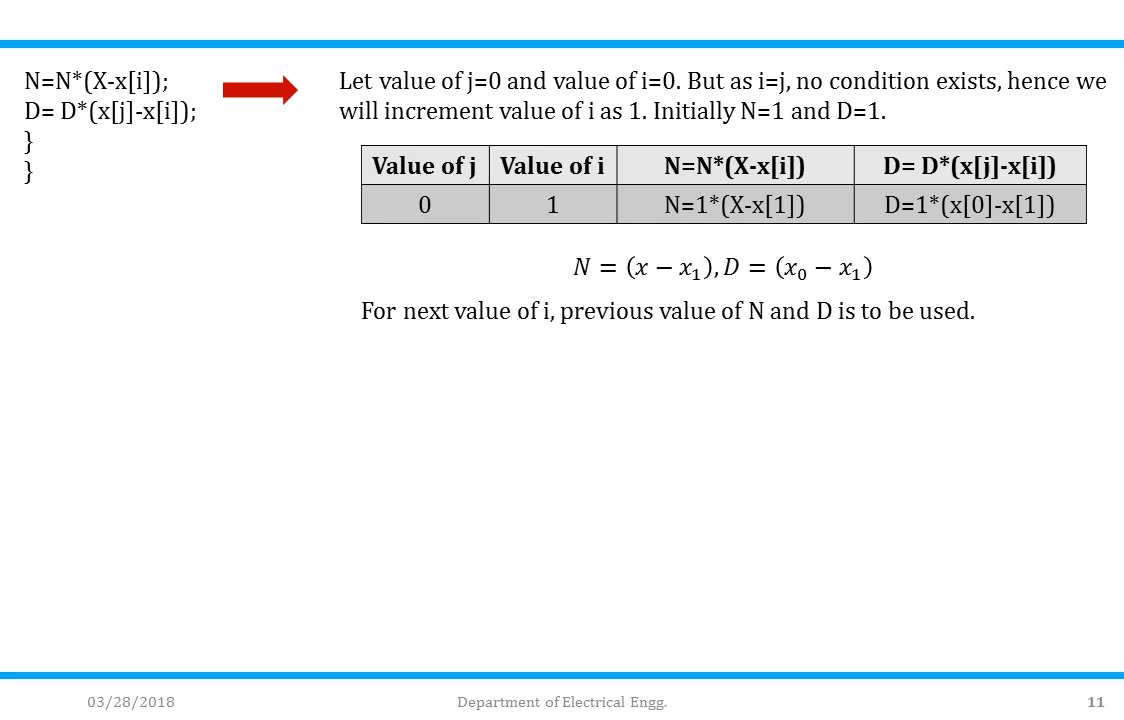 N=N*(X-x[i]);
D= D*(x[j]-x[i]);
}
}
Let value of j=0 and value of i=0. But as i=j, no condition exists, hence we
will increment value of i as 1. Initially N=1 and D=1.
Value of j Value of i N=N*(X-x[i]) D= D*(x[j]-x[i])
0 1 N=1*(X-x[1]) D=1*(x[0]-x[1])
𝑁 = (𝑥 − 𝑥₁), 𝐷 = (𝑥₀ − 𝑥₁)
For next value of i, previous value of N and D is to be used.
03/28/2018 Department of Electrical Engg. 11